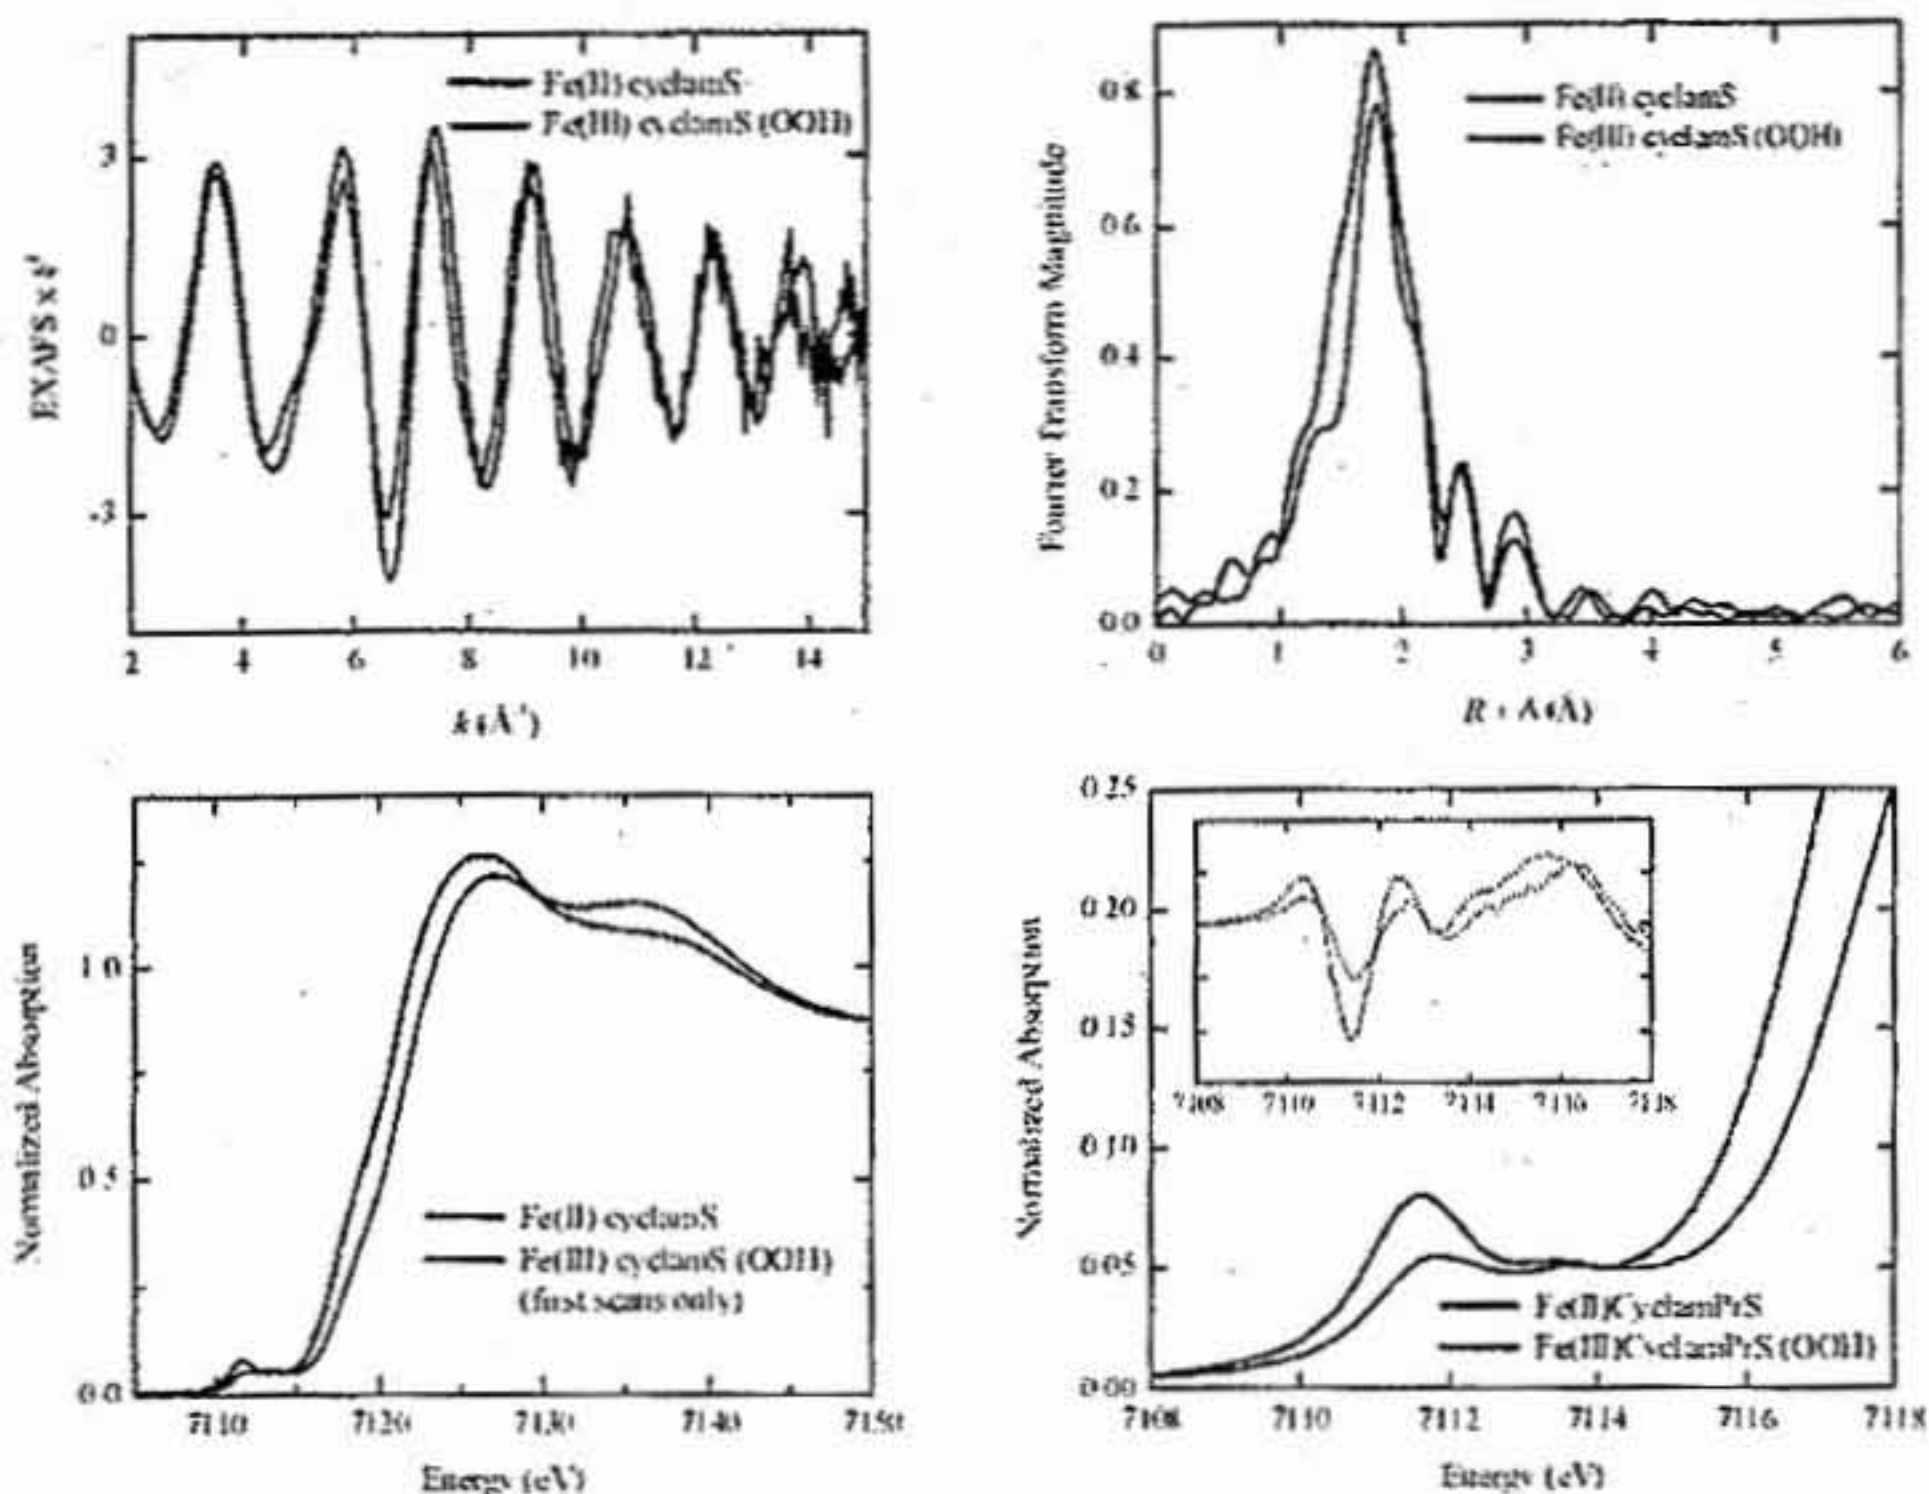 Fe(II) cyclamS
Fe(III) cyclamS (OOH)
3
0
-3
EXAFS x
2 4 6 8 10 12 14
k (Å⁻¹)
Fe(II) cyclamS
Fe(III) cyclamS (OOH)
0.8
0.6
0.4
0.2
0.0
Fourier Transform Magnitude
0 1 2 3 4 5 6
R + Δ (Å)
1.0
0.5
0.0
Normalized Absorption
Fe(II) cyclamS
Fe(III) cyclamS (OOH)
(first scans only)
7110 7120 7130 7140 7150
Energy (eV)
0.25
0.20
0.15
0.10
0.05
0.00
Normalized Absorption
7108 7110 7112 7114 7116 7118
Fe(II)CyclamPrS
Fe(III)CyclamPrS (OOH)
7108 7110 7112 7114 7116 7118
Energy (eV)